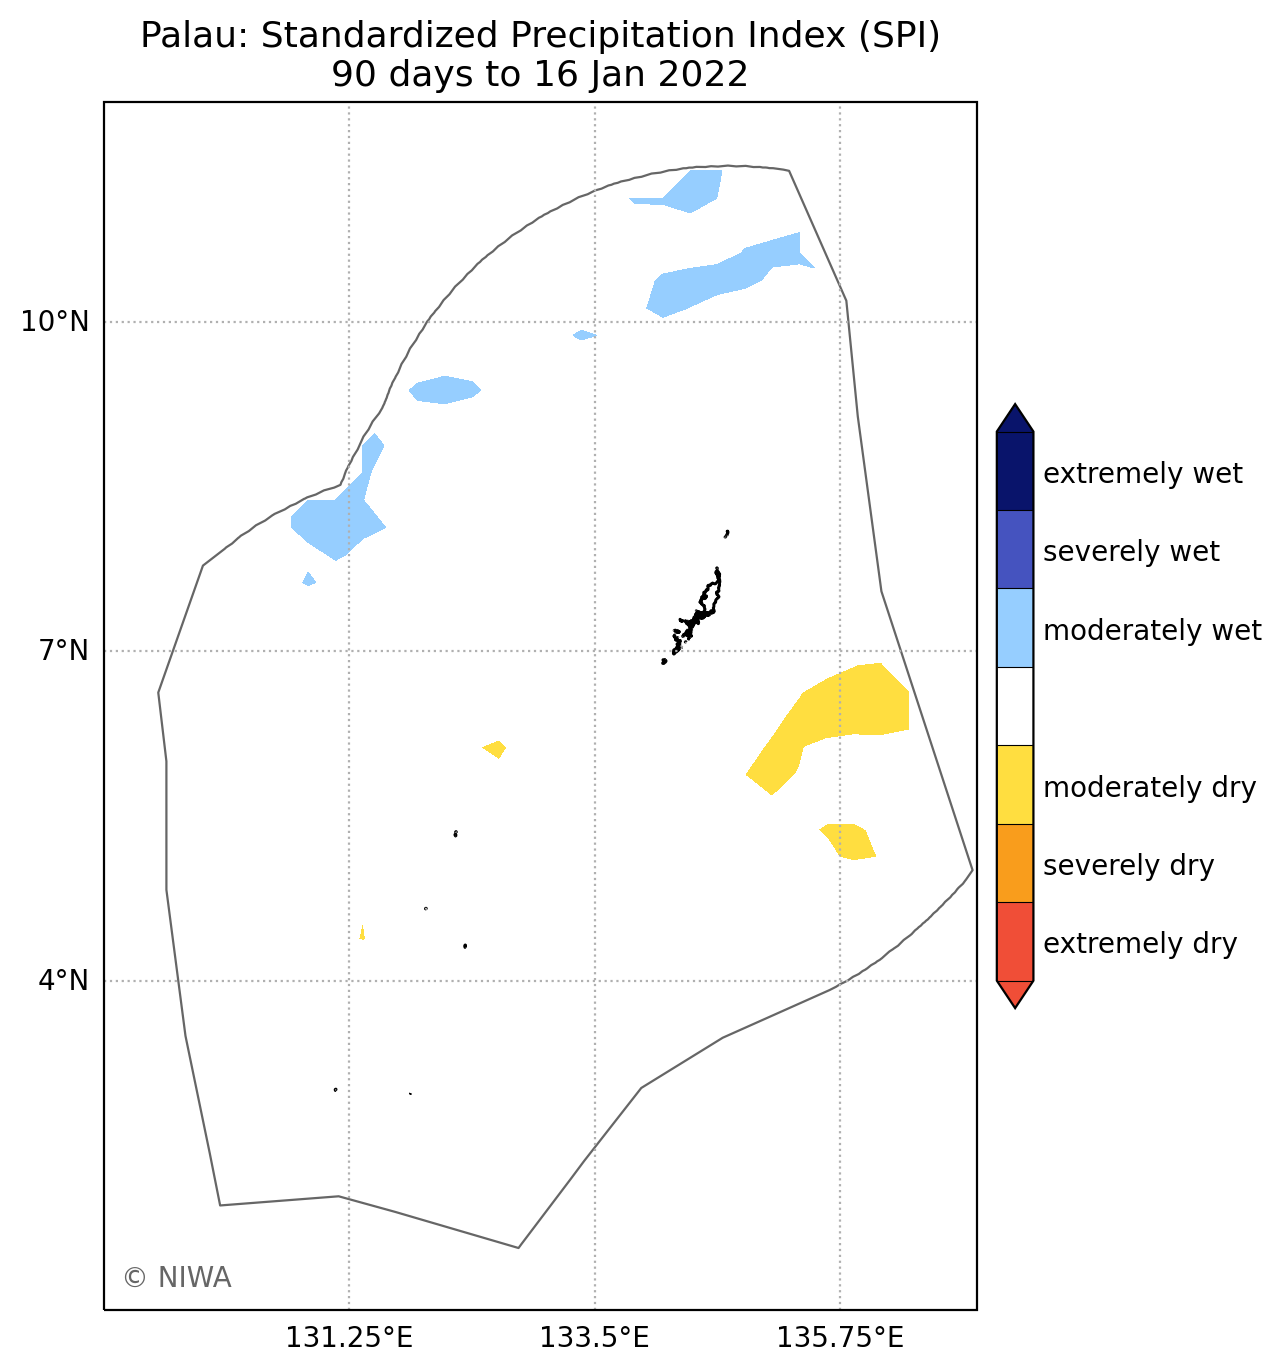 Palau: Standardized Precipitation Index (SPI)
90 days to 16 Jan 2022
10°N
7°N
4°N
131.25°E
133.5°E
135.75°E
extremely wet
severely wet
moderately wet
moderately dry
severely dry
extremely dry
© NIWA